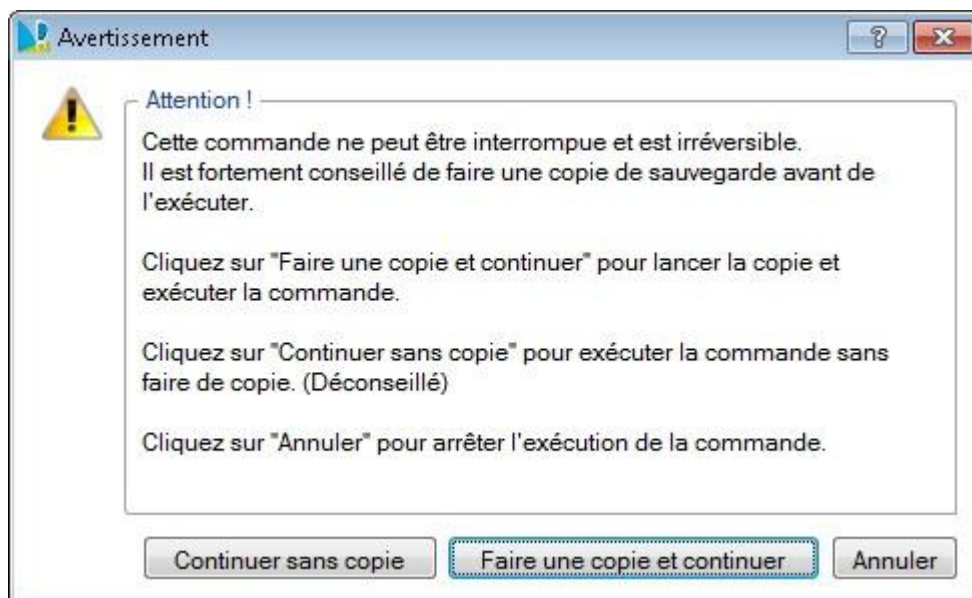 Avertissement
Attention !
Cette commande ne peut être interrompue et est irréversible.
Il est fortement conseillé de faire une copie de sauvegarde avant de
l'exécuter.
Cliquez sur "Faire une copie et continuer" pour lancer la copie et
exécuter la commande.
Cliquez sur "Continuer sans copie" pour exécuter la commande sans
faire de copie. (Déconseillé)
Cliquez sur "Annuler" pour arrêter l'exécution de la commande.
Continuer sans copie Faire une copie et continuer Annuler